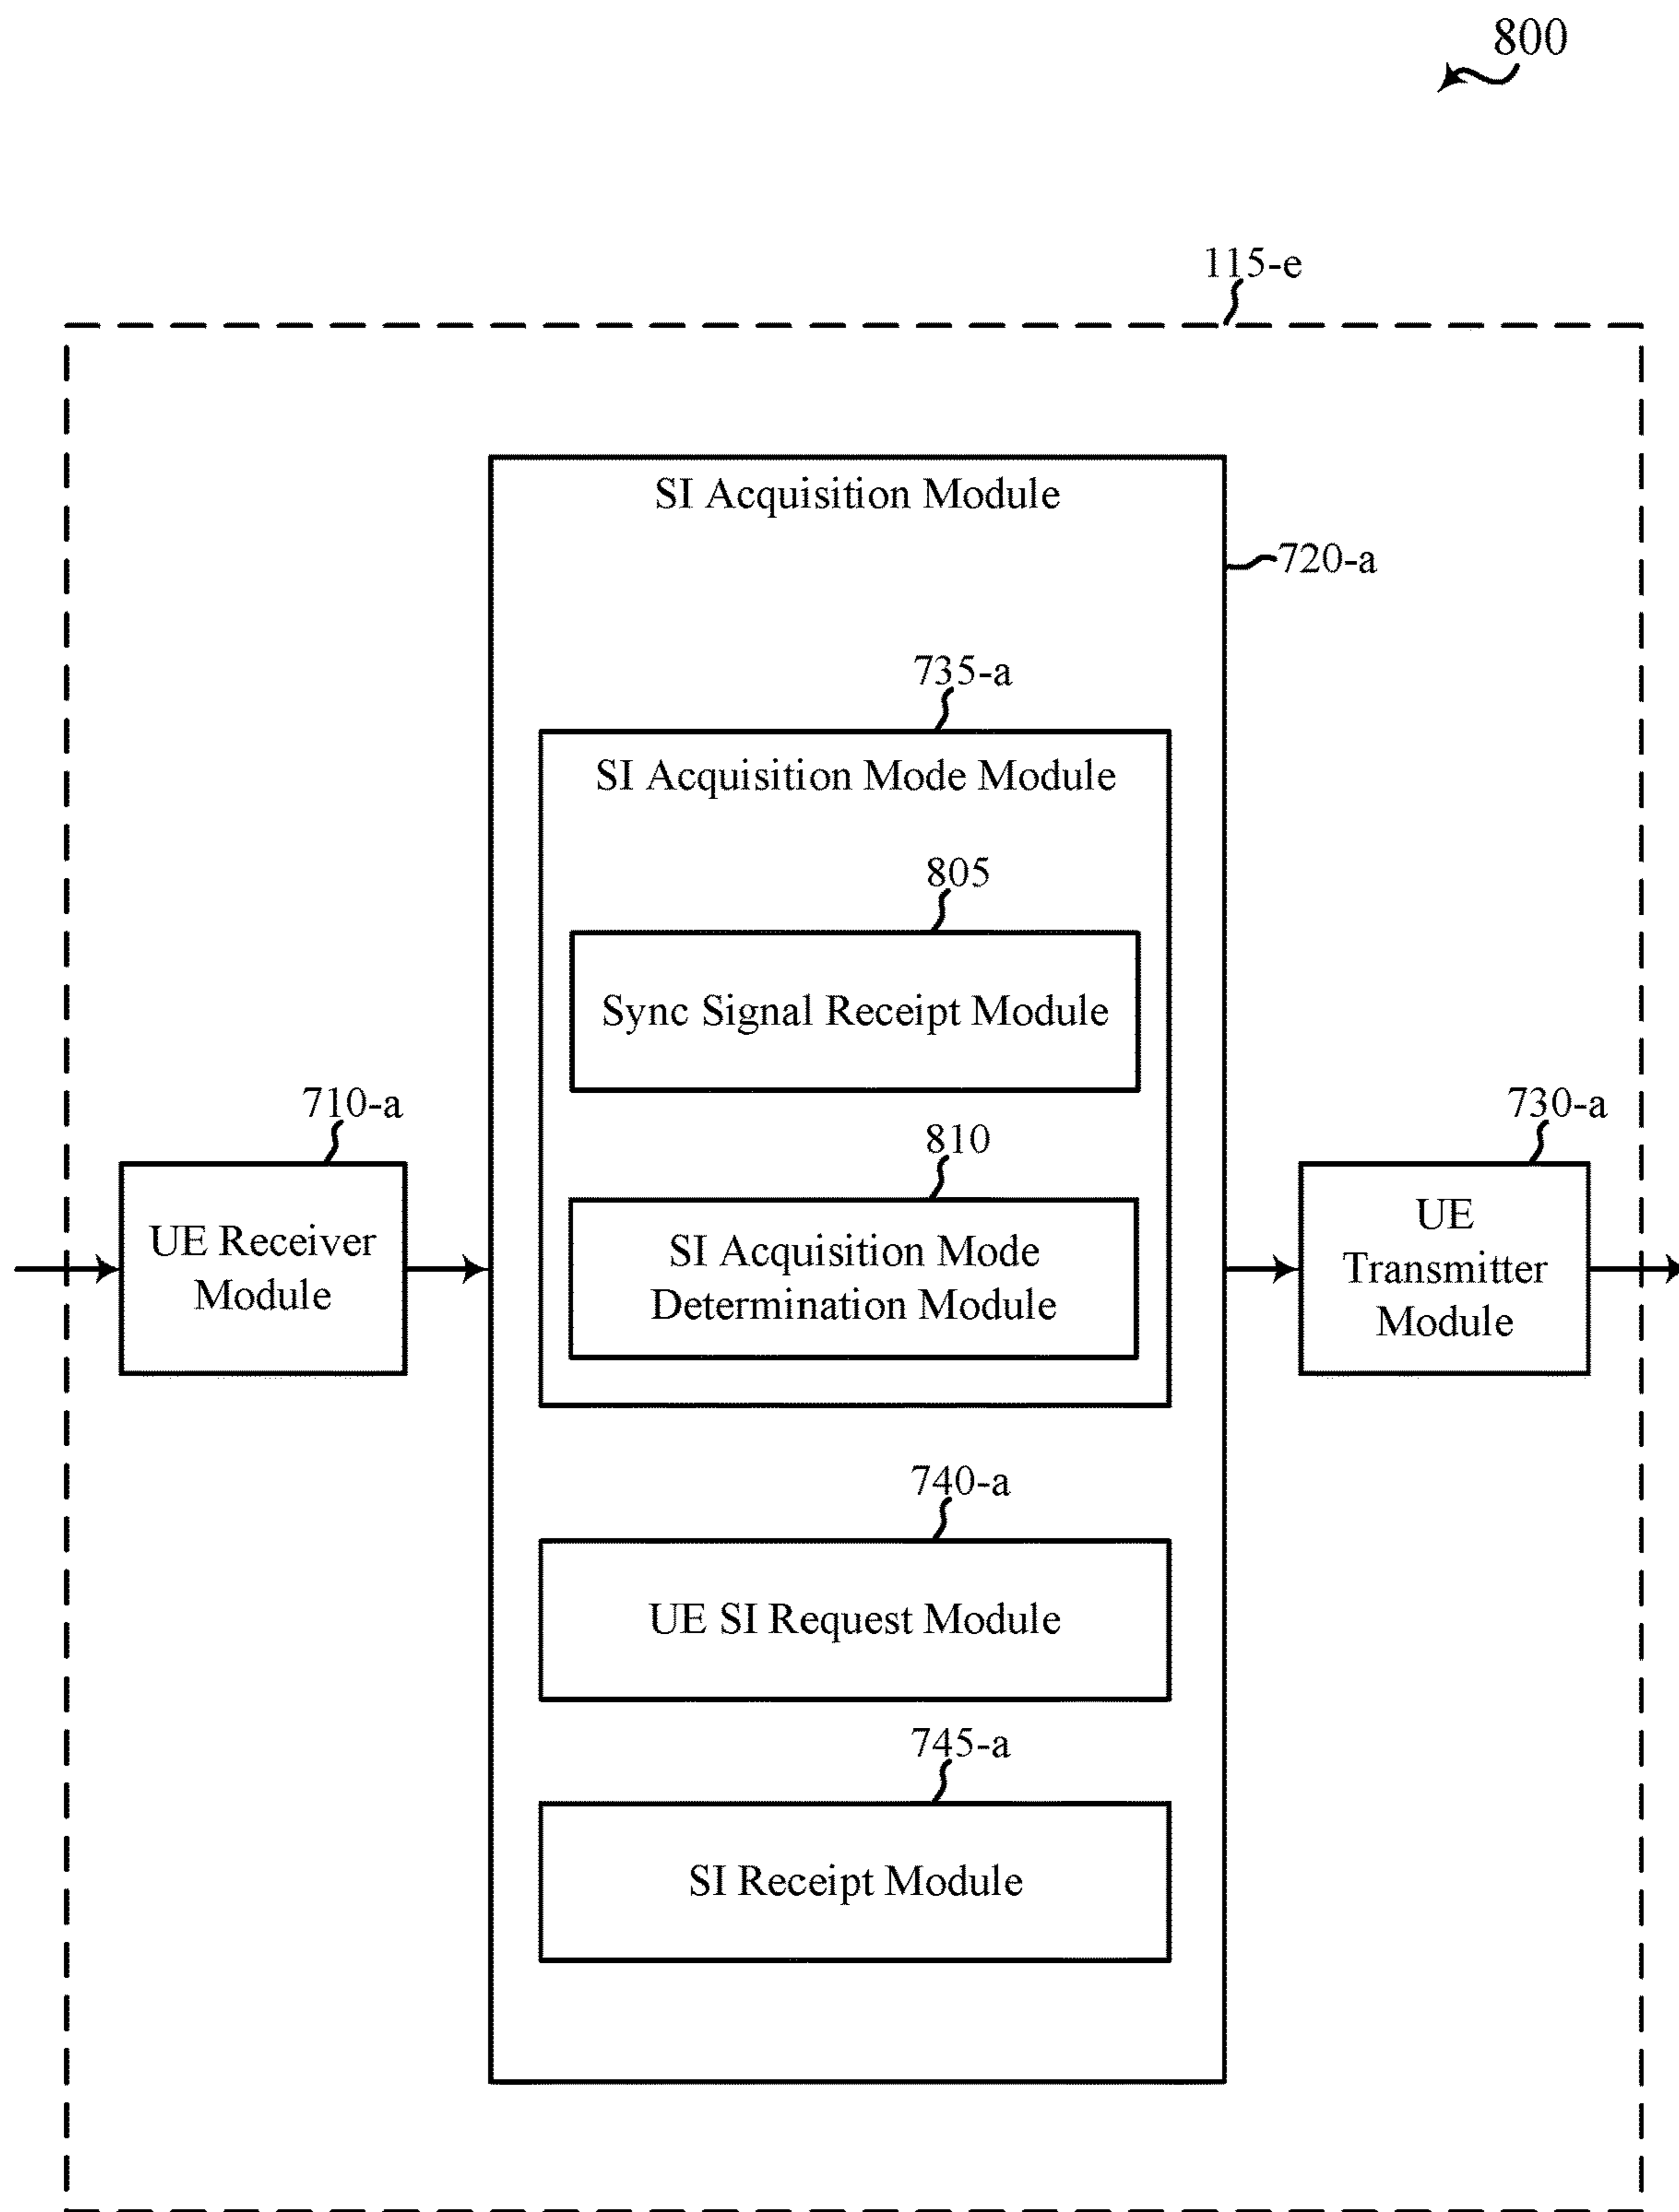 800
115-e
SI Acquisition Module
720-a
735-a
SI Acquisition Mode Module
805
Sync Signal Receipt Module
710-a
UE Receiver
Module
810
SI Acquisition Mode
Determination Module
730-a
UE
Transmitter
Module
740-a
UE SI Request Module
745-a
SI Receipt Module